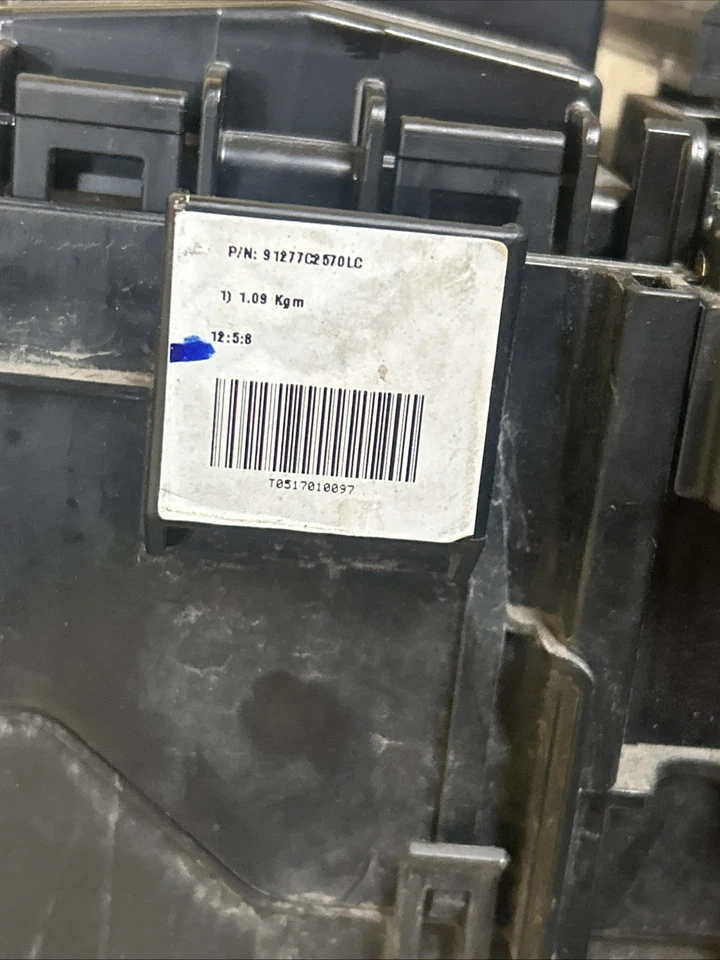 P/N: 91277C2570LC
1) 1.09 Kgm
12:5:8
T0517010097